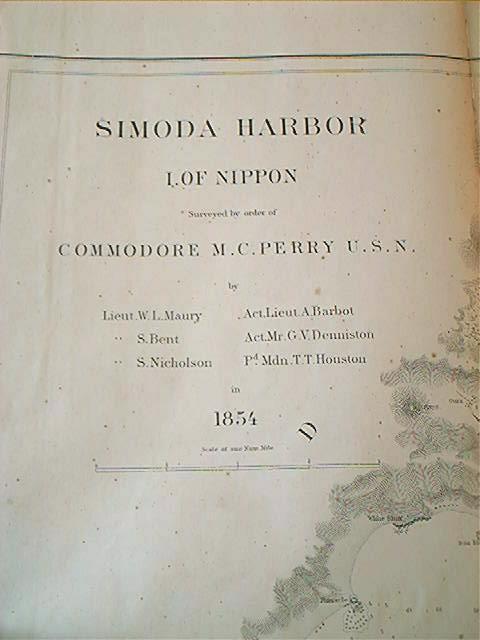 SIMODA HARBOR
I. OF NIPPON
Surveyed by order of
COMMODORE M.C. PERRY U.S.N.
by
Lieut. W.L. Maury Act. Lieut. A. Barbot
" S. Bent Act. Mr. G.V. Denniston
" S. Nicholson Pd Mdn. T.T. Houston
in
1854
D
Scale of one Naut. Mile